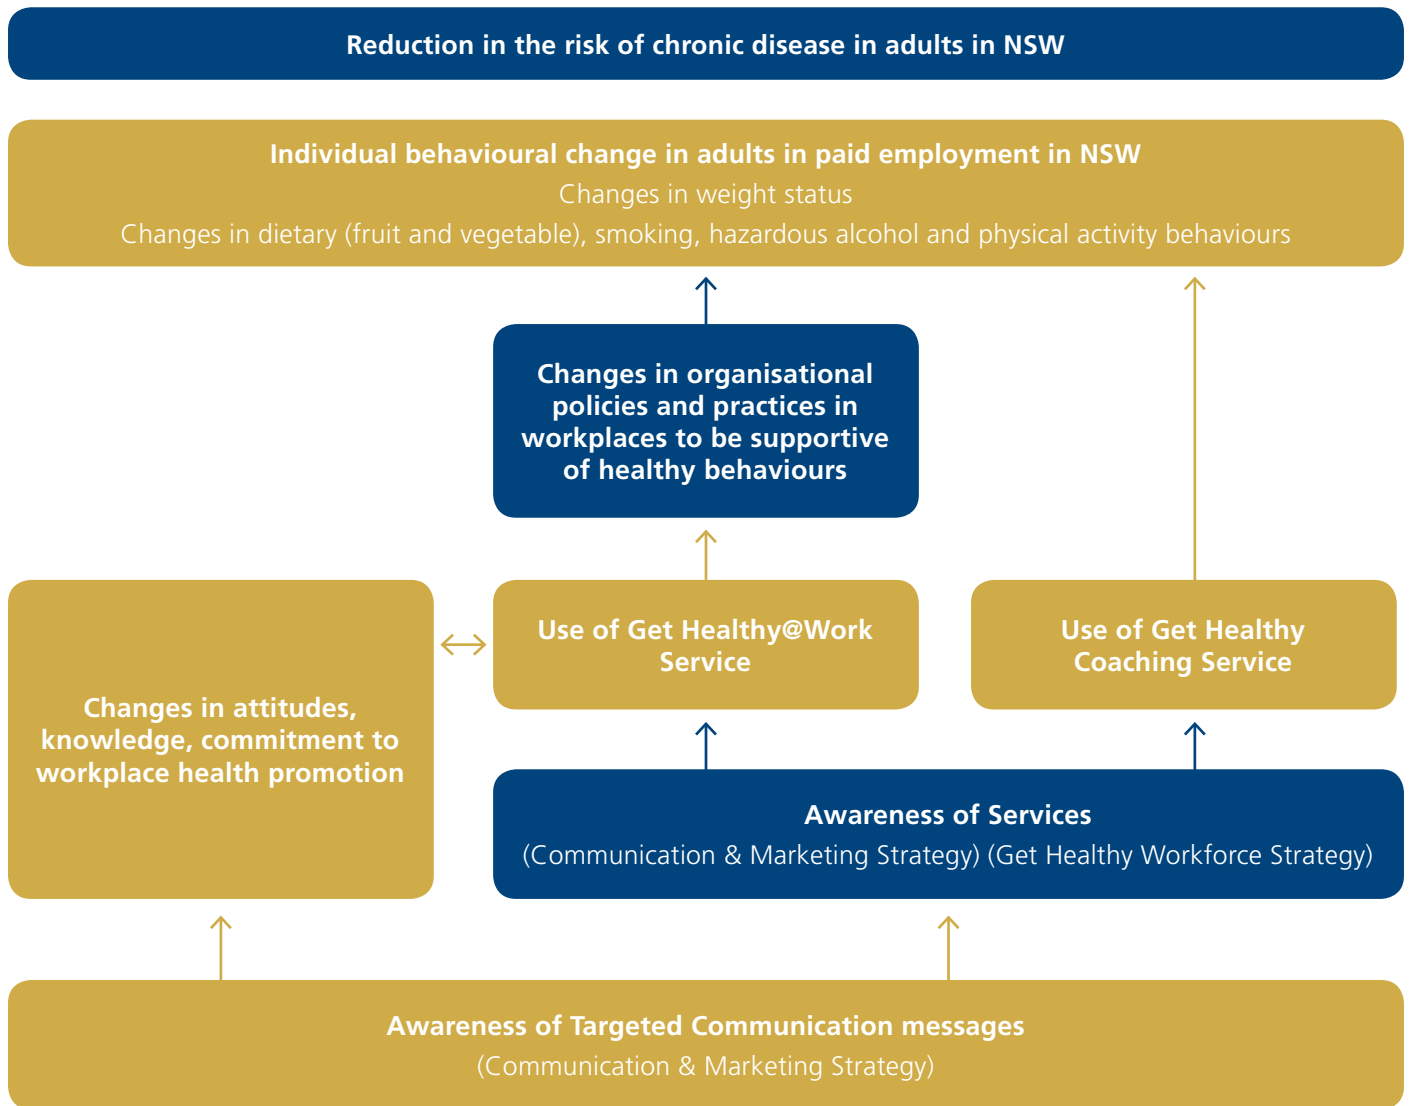 Reduction in the risk of chronic disease in adults in NSW
Individual behavioural change in adults in paid employment in NSW
Changes in weight status
Changes in dietary (fruit and vegetable), smoking, hazardous alcohol and physical activity behaviours
Changes in organisational
policies and practices in
workplaces to be supportive
of healthy behaviours
Changes in attitudes,
knowledge, commitment to
workplace health promotion
Use of Get Healthy@Work
Service
Use of Get Healthy
Coaching Service
Awareness of Services
(Communication & Marketing Strategy) (Get Healthy Workforce Strategy)
Awareness of Targeted Communication messages
(Communication & Marketing Strategy)